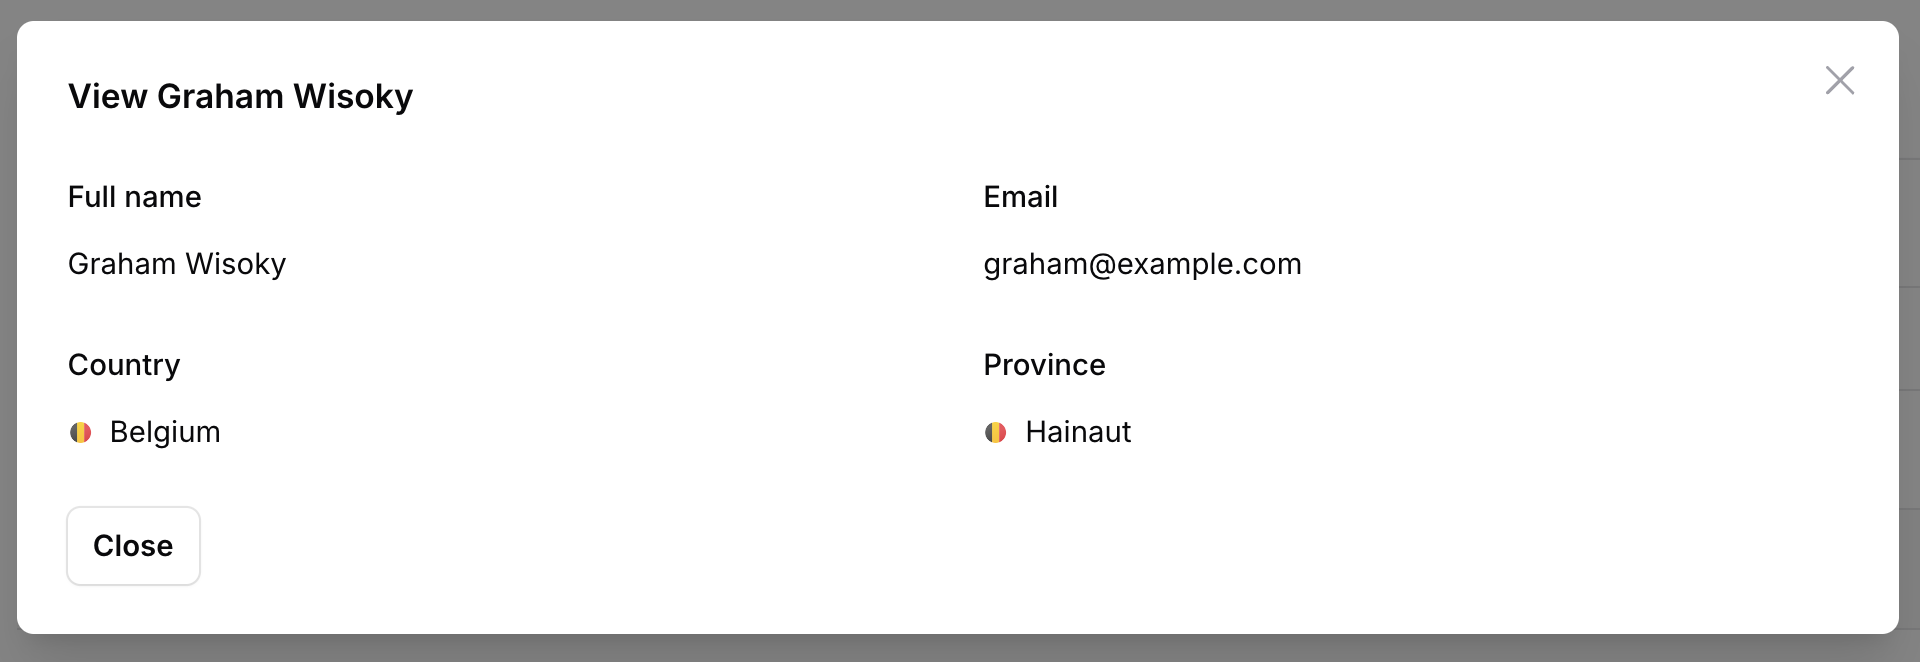 View Graham Wisoky
Full name
Graham Wisoky
Email
graham@example.com
Country
Belgium
Province
Hainaut
Close